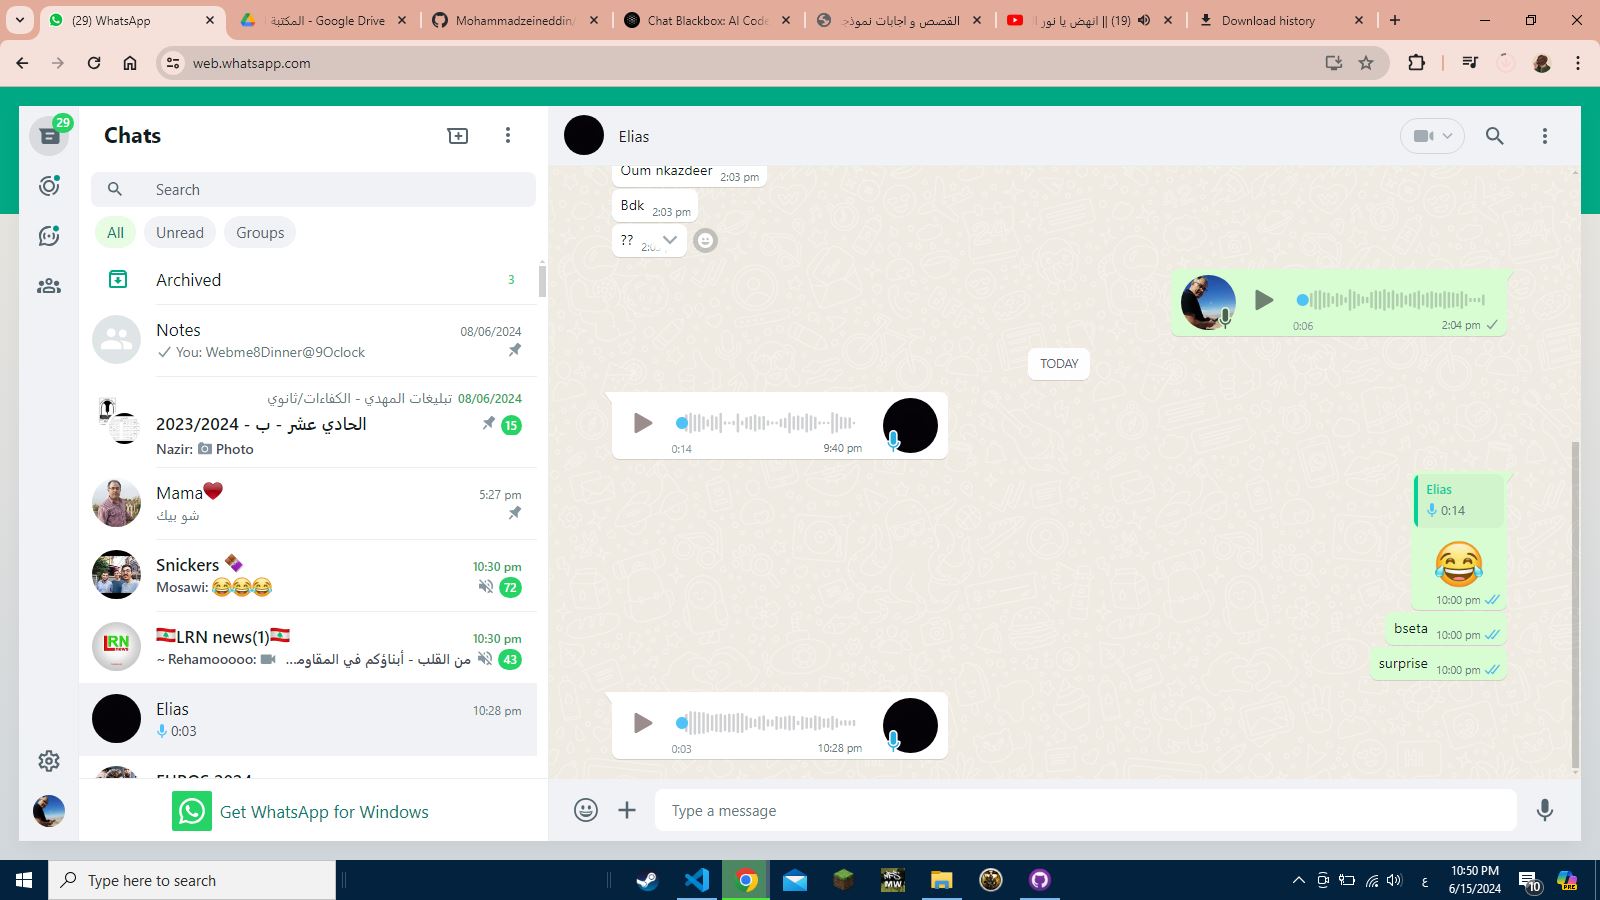 (29) WhatsApp
المكتبية - Google Drive
Mohammadzeineddin/
Chat Blackbox: AI Code
القصص و اجابات نموذج
(19) || انهض يا نور ا
Download history
web.whatsapp.com
29
Chats
Search
All
Unread
Groups
Archived
3
Notes
08/06/2024
You: Webme8Dinner@9Oclock
تبليغات المهدي - الكفاءات/ثانوي
08/06/2024
الحادي عشر - ب - 2023/2024
15
Nazir: Photo
Mama❤️
5:27 pm
شو بيك
Snickers 🍫
10:30 pm
Mosawi: 😂😂😂
72
🇱🇧LRN news(1)🇱🇧
10:30 pm
~ Rehamooooo: من القلب - أبناؤكم في المقاوم...
43
LRN
Elias
10:28 pm
0:03
EUROS 2024
Get WhatsApp for Windows
Elias
Oum nkazdeer
2:03 pm
Bdk
2:03 pm
??
0:06
2:04 pm
TODAY
0:14
9:40 pm
Elias
0:14
😂
10:00 pm
bseta
10:00 pm
surprise
10:00 pm
0:03
10:28 pm
Type a message
Type here to search
NFS
MW
ع
10:50 PM
6/15/2024
10
PRE